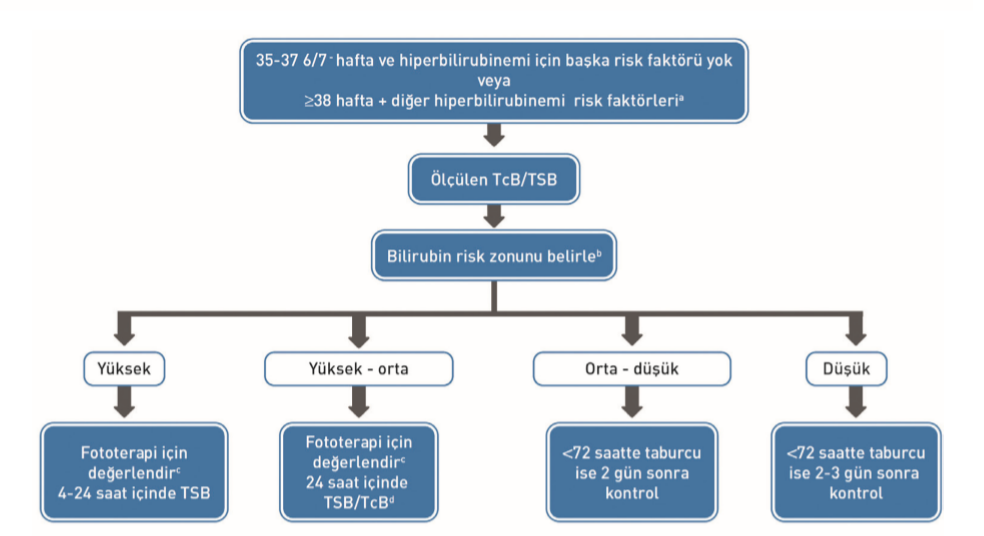 35-37 6/7 - hafta ve hiperbilirubinemi için başka risk faktörü yok
veya
≥38 hafta + diğer hiperbilirubinemi risk faktörleriᵃ
Ölçülen TcB/TSB
Bilirubin risk zonunu belirleᵇ
Yüksek
Yüksek - orta
Orta - düşük
Düşük
Fototerapi için
değerlendirᶜ
4-24 saat içinde TSB
Fototerapi için
değerlendirᶜ
24 saat içinde
TSB/TcBᵈ
<72 saatte taburcu
ise 2 gün sonra
kontrol
<72 saatte taburcu
ise 2-3 gün sonra
kontrol